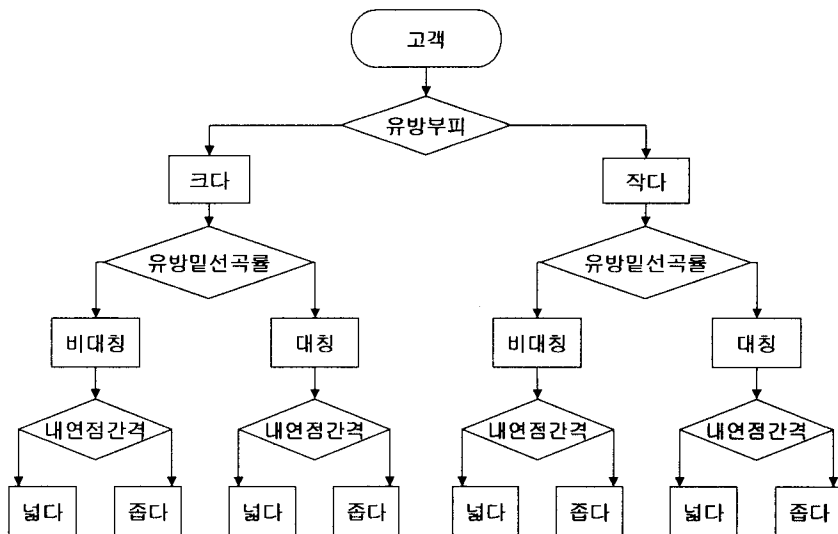 고객
유방부피
크다
작다
유방밑선곡률
유방밑선곡률
비대칭
대칭
비대칭
대칭
내연점간격
내연점간격
내연점간격
내연점간격
넓다
좁다
넓다
좁다
넓다
좁다
넓다
좁다